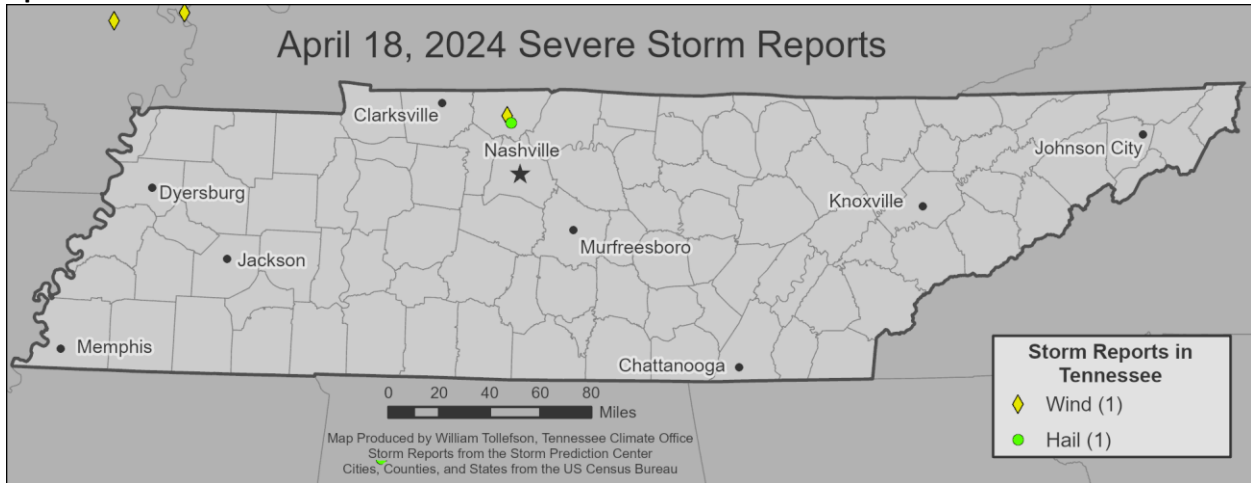 April 18, 2024 Severe Storm Reports
Clarksville
Nashville
Johnson City
Dyersburg
Knoxville
Murfreesboro
Jackson
Memphis
Chattanooga
Storm Reports in
Tennessee
Wind (1)
Hail (1)
0 20 40 60 80
Miles
Map Produced by William Tollefson, Tennessee Climate Office
Storm Reports from the Storm Prediction Center
Cities, Counties, and States from the US Census Bureau